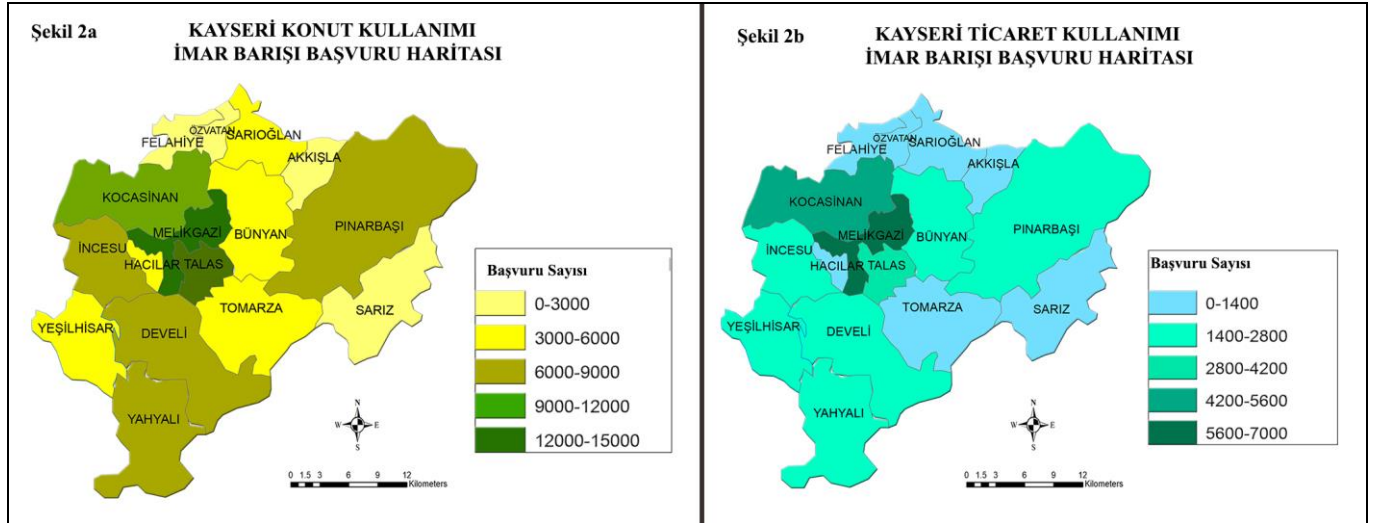 Şekil 2a
KAYSERİ KONUT KULLANIMI
İMAR BARIŞI BAŞVURU HARİTASI
ÖZVATAN
FELAHİYE
SARIOĞLAN
AKKIŞLA
KOCASİNAN
MELİKGAZİ
BÜNYAN
PINARBAŞI
İNCESU
HACILAR
TALAS
TOMARZA
SARIZ
YEŞİLHİSAR
DEVELİ
YAHYALI
Başvuru Sayısı
0-3000
3000-6000
6000-9000
9000-12000
12000-15000
N
W E
S
0 1.5 3 6 9 12
Kilometers
Şekil 2b
KAYSERİ TİCARET KULLANIMI
İMAR BARIŞI BAŞVURU HARİTASI
ÖZVATAN
FELAHİYE
SARIOĞLAN
AKKIŞLA
KOCASİNAN
MELİKGAZİ
BÜNYAN
PINARBAŞI
İNCESU
HACILAR
TALAS
TOMARZA
SARIZ
YEŞİLHİSAR
DEVELİ
YAHYALI
Başvuru Sayısı
0-1400
1400-2800
2800-4200
4200-5600
5600-7000
N
W E
S
0 1.5 3 6 9 12
Kilometers